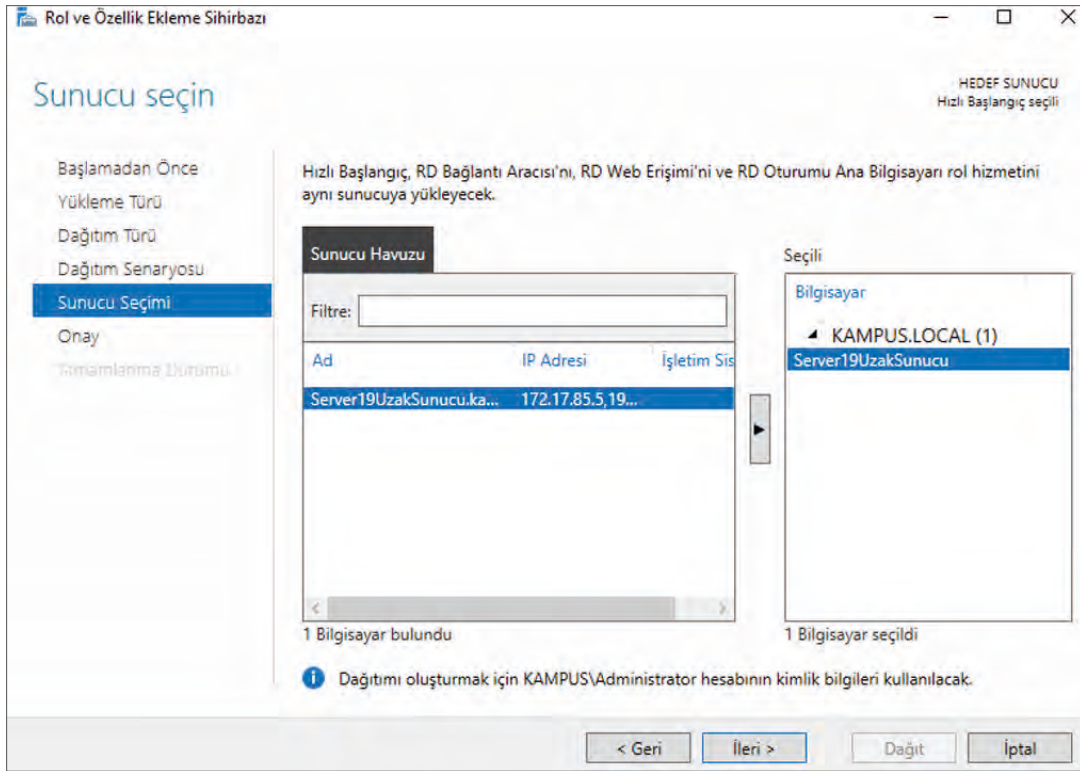 Rol ve Özellik Ekleme Sihirbazı
Sunucu seçin
HEDEF SUNUCU
Hızlı Başlangıç seçili
Başlamadan Önce
Yükleme Türü
Dağıtım Türü
Dağıtım Senaryosu
Sunucu Seçimi
Onay
Tamamlanma Durumu
Hızlı Başlangıç, RD Bağlantı Aracısı'nı, RD Web Erişimi'ni ve RD Oturumu Ana Bilgisayarı rol hizmetini
aynı sunucuya yükleyecek.
Sunucu Havuzu
Filtre:
Ad IP Adresi İşletim Sis
Server19UzakSunucu.ka... 172.17.85.5,19...
1 Bilgisayar bulundu
Seçili
Bilgisayar
KAMPUS.LOCAL (1)
Server19UzakSunucu
1 Bilgisayar seçildi
Dağıtımı oluşturmak için KAMPUS\Administrator hesabının kimlik bilgileri kullanılacak.
< Geri İleri > Dağıt İptal